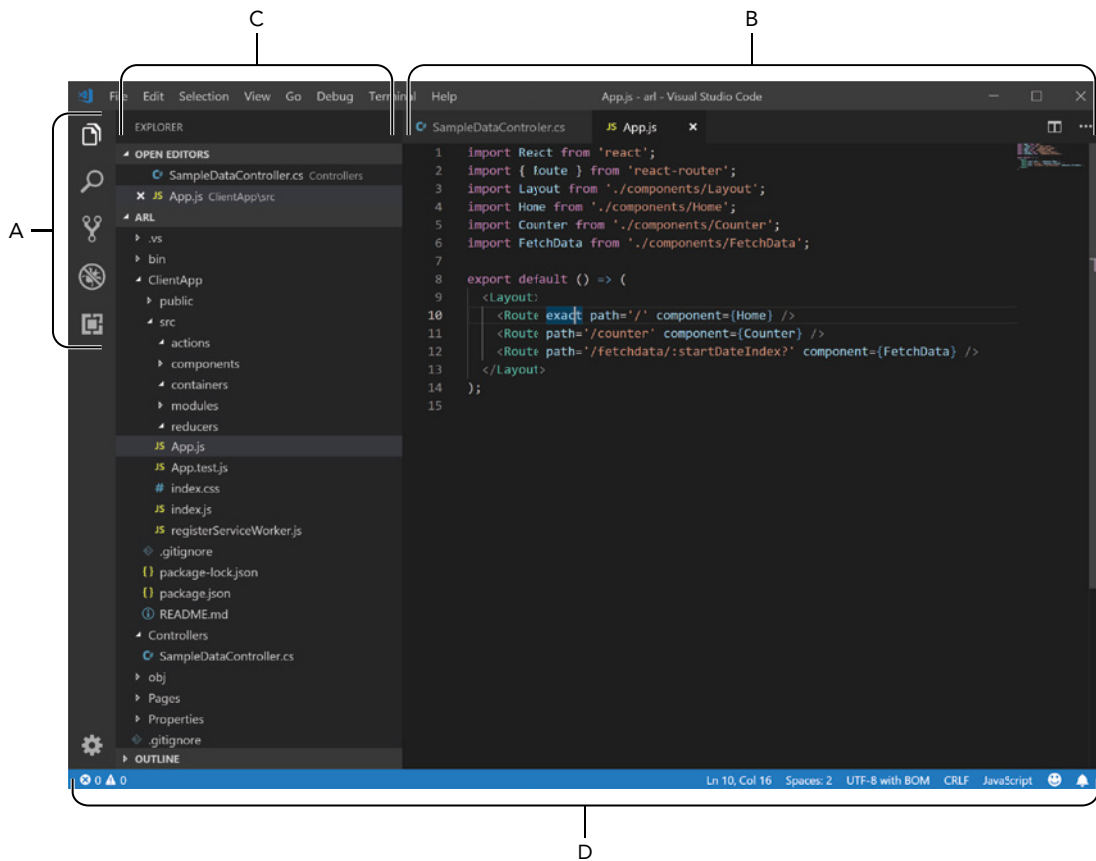 C
B
File Edit Selection View Go Debug Terminal Help
App.js - arl - Visual Studio Code
A
EXPLORER
OPEN EDITORS
SampleDataController.cs Controllers
JS App.js ClientApp\src
ARL
.vs
bin
ClientApp
public
src
actions
components
containers
modules
reducers
JS App.js
JS App.test.js
# index.css
JS index.js
JS registerServiceWorker.js
.gitignore
{} package-lock.json
{} package.json
README.md
Controllers
C# SampleDataController.cs
obj
Pages
Properties
.gitignore
OUTLINE
C# SampleDataControler.cs
JS App.js
1 import React from 'react';
2 import { Route } from 'react-router';
3 import Layout from './components/Layout';
4 import Home from './components/Home';
5 import Counter from './components/Counter';
6 import FetchData from './components/FetchData';
7
8 export default () => (
9 <Layout>
10 <Route exact path='/' component={Home} />
11 <Route path='/counter' component={Counter} />
12 <Route path='/fetchdata/:startDateIndex?' component={FetchData} />
13 </Layout>
14 );
15
0 0
Ln 10, Col 16 Spaces: 2 UTF-8 with BOM CRLF JavaScript
D